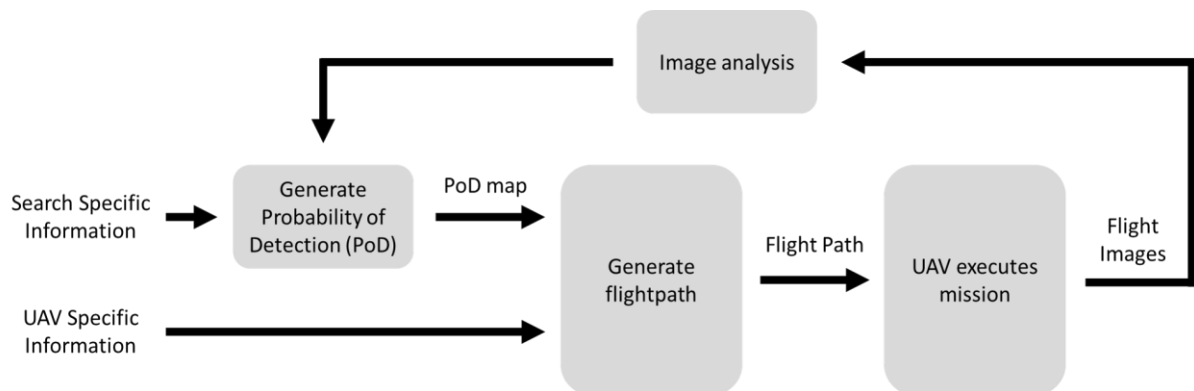 Image analysis
Search Specific
Information
Generate
Probability of
Detection (PoD)
PoD map
Generate
flightpath
Flight Path
UAV executes
mission
Flight
Images
UAV Specific
Information